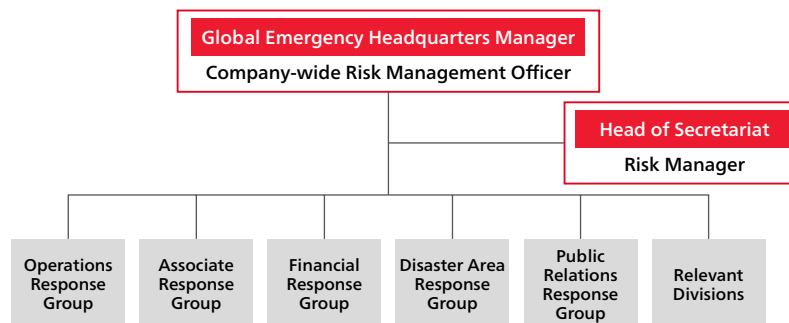 Global Emergency Headquarters Manager
Company-wide Risk Management Officer
Head of Secretariat
Risk Manager
Operations
Response
Group
Associate
Response
Group
Financial
Response
Group
Disaster Area
Response
Group
Public
Relations
Response
Group
Relevant
Divisions